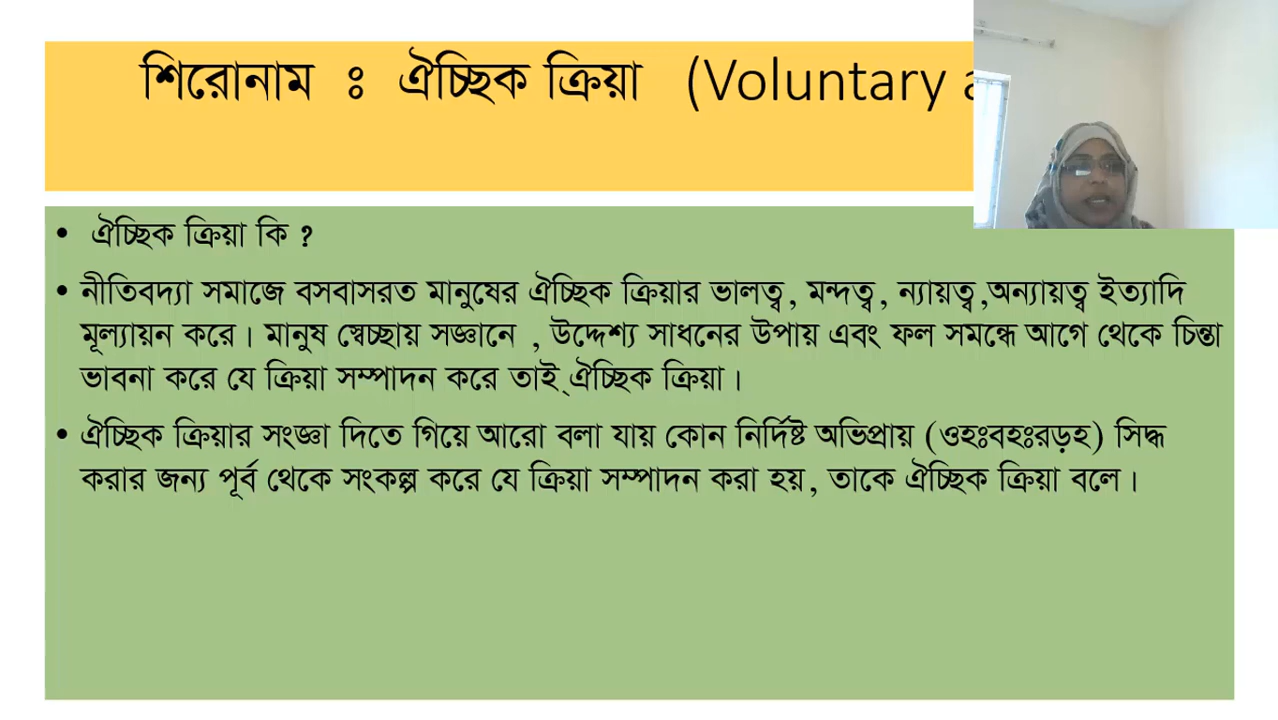 শিরোনাম ঃ ঐচ্ছিক ক্রিয়া (Voluntary
• ঐচ্ছিক ক্রিয়া কি ?
• নীতিবদ্যা সমাজে বসবাসরত মানুষের ঐচ্ছিক ক্রিয়ার ভালত্ব, মন্দত্ব, ন্যায়ত্ব,অন্যায়ত্ব ইত্যাদি
মূল্যায়ন করে। মানুষ স্বেচ্ছায় সজ্ঞানে , উদ্দেশ্য সাধনের উপায় এবং ফল সমন্ধে আগে থেকে চিন্তা
ভাবনা করে যে ক্রিয়া সম্পাদন করে তাই ঐচ্ছিক ক্রিয়া।
• ঐচ্ছিক ক্রিয়ার সংজ্ঞা দিতে গিয়ে আরো বলা যায় কোন নির্দিষ্ট অভিপ্রায় (ওহঃবহঃরড়হ) সিদ্ধ
করার জন্য পূর্ব থেকে সংকল্প করে যে ক্রিয়া সম্পাদন করা হয়, তাকে ঐচ্ছিক ক্রিয়া বলে।